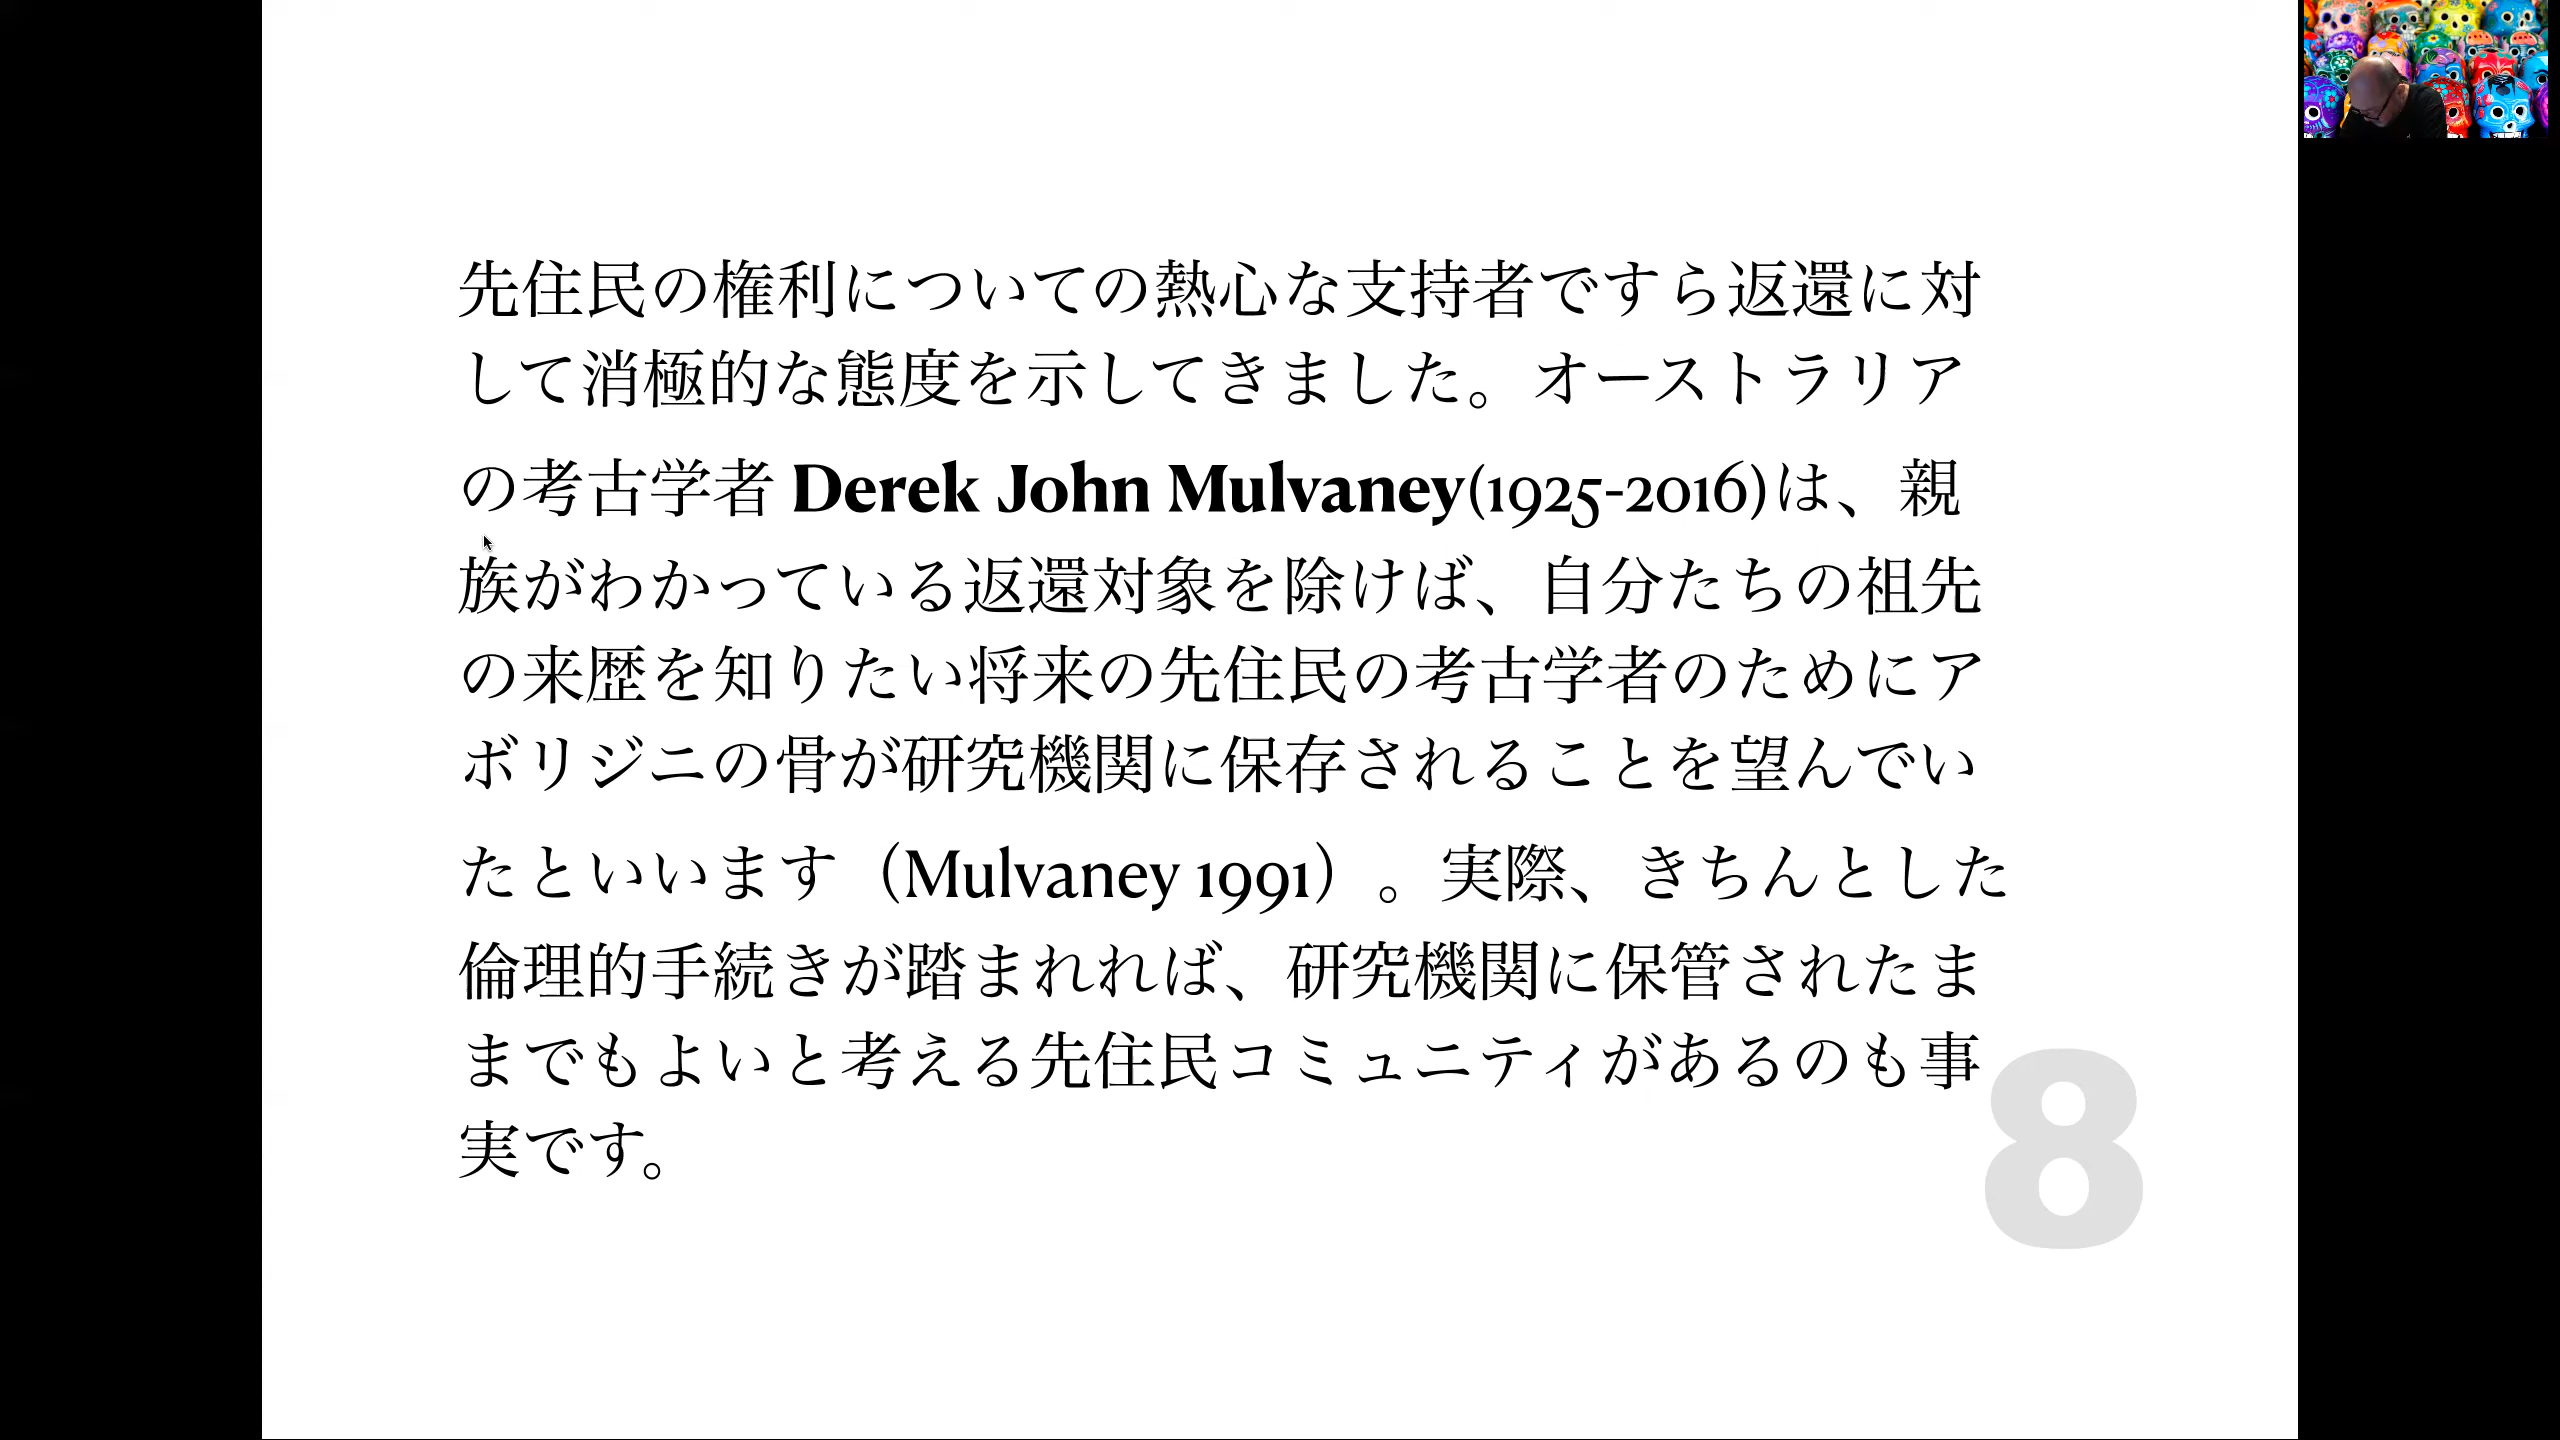 先住民の権利についての熱心な支持者ですら返還に対
して消極的な態度を示してきました。オーストラリア
の考古学者 Derek John Mulvaney(1925-2016)は、親
族がわかっている返還対象を除けば、自分たちの祖先
の来歴を知りたい将来の先住民の考古学者のためにア
ボリジニの骨が研究機関に保存されることを望んでい
たといいます（Mulvaney 1991）。実際、きちんとした
倫理的手続きが踏まれれば、研究機関に保管されたま
までもよいと考える先住民コミュニティがあるのも事
実です。
8